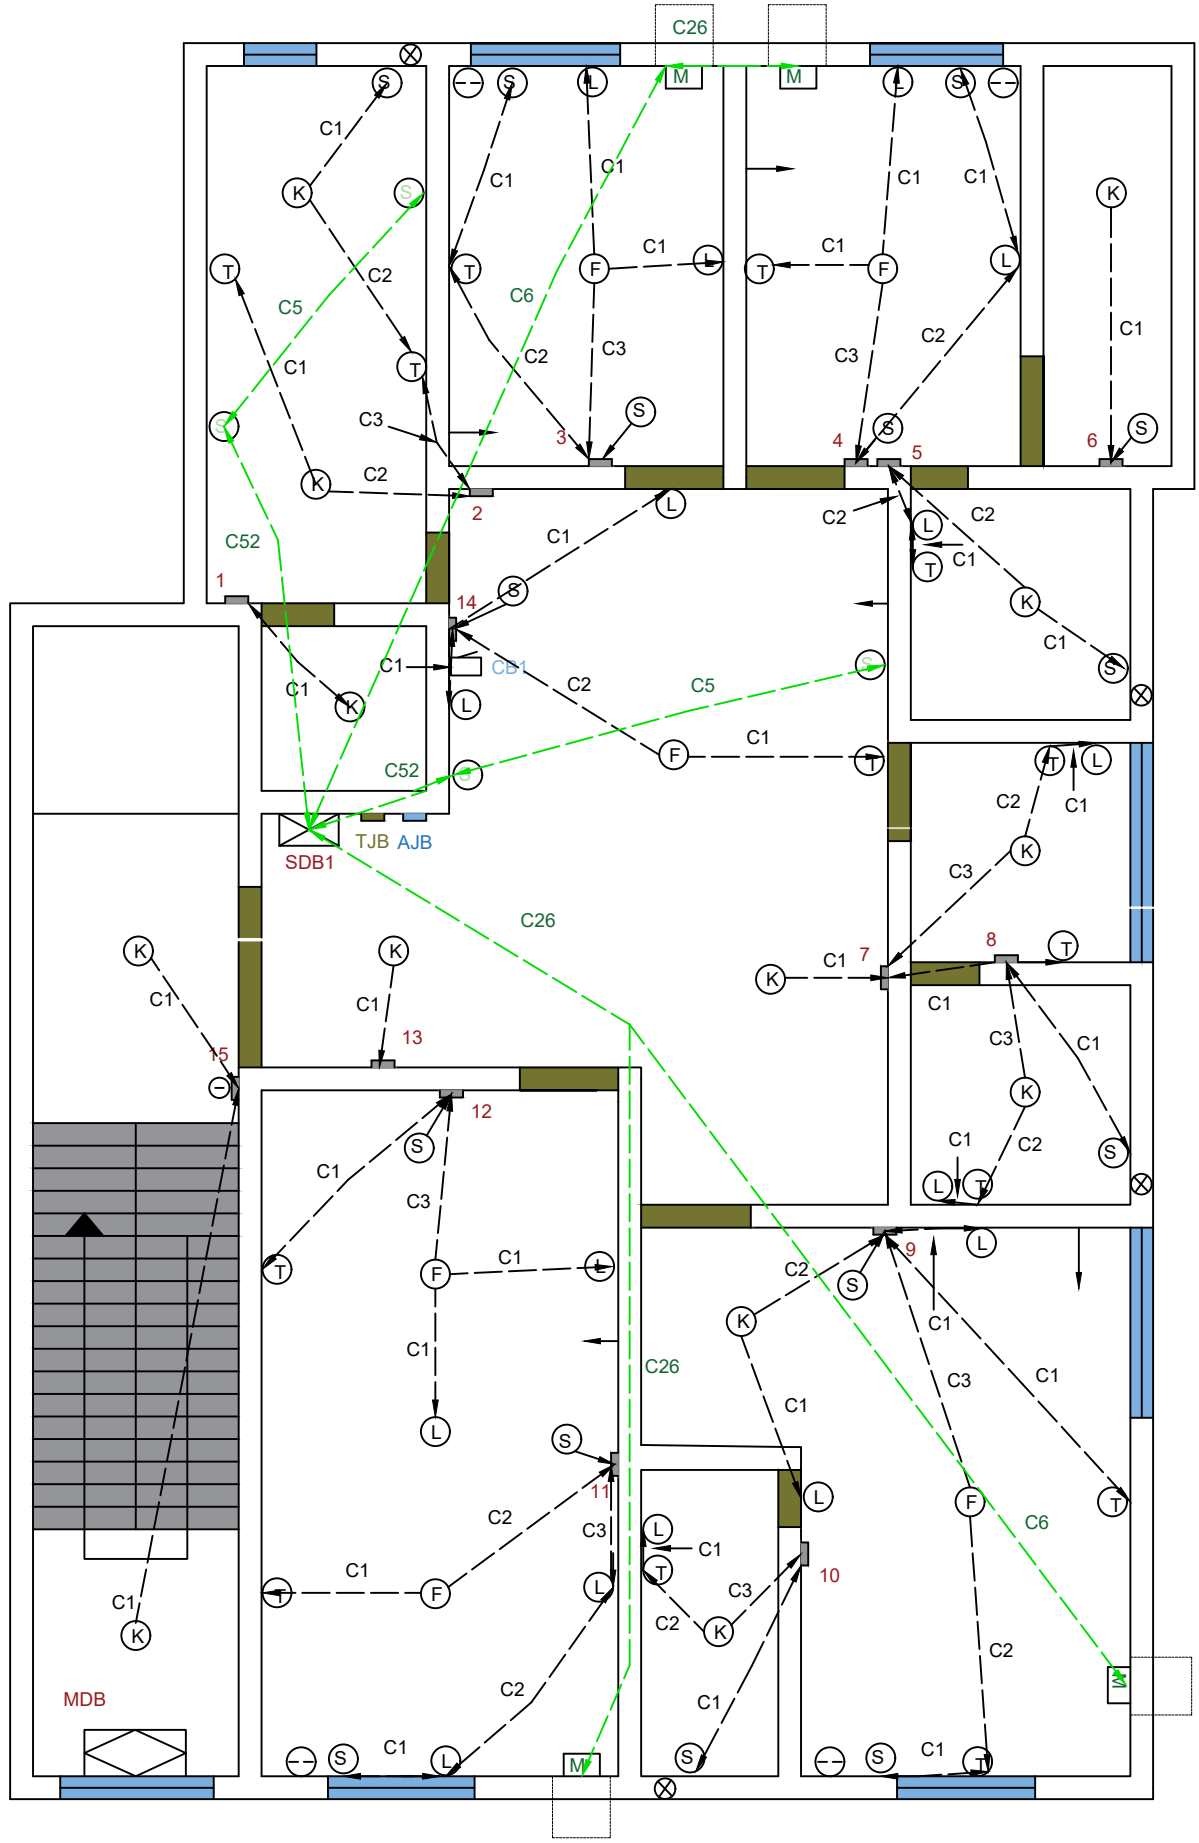 C26
M M
S -- S L L S --
C1
C1 C1 C1 C1
K S K
T T F L T F L
C1 C1
C2
C5 C6
C1
C2 C3 C3 C2
C1
T
C1
S S S S
C3
3 4 5 6
K C2
2
L
C2 C2
L
C52 C1 C1
T
1 S K
14
C1
C1 CB1 S S
C1 C2 C5
K L
F C1 T T L
C52 S
C2 C1
TJB AJB
SDB1
K
C3
C26
K K 7 8 T
K C1
C1 C1 C1
13 C3 C1
15
- 12 K
S
C1 C1 C2 S
C3 L T
9 L
T F C1 L C2
S
K C1
C1 C26 C3 C1
C1
L S
11 L F T
C2 C3 L C6
C1
C1 T
T F L C3 10
C1 C2 K
K
C2 C2
MDB C1
M
-- S C1 L M S -- S C1 T